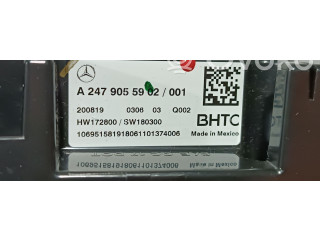 A 247 905 59 02 / 001
200819 0306 03 Q002
HW172800 / SW180300
106951581918061101374006
BHTC
Made in Mexico